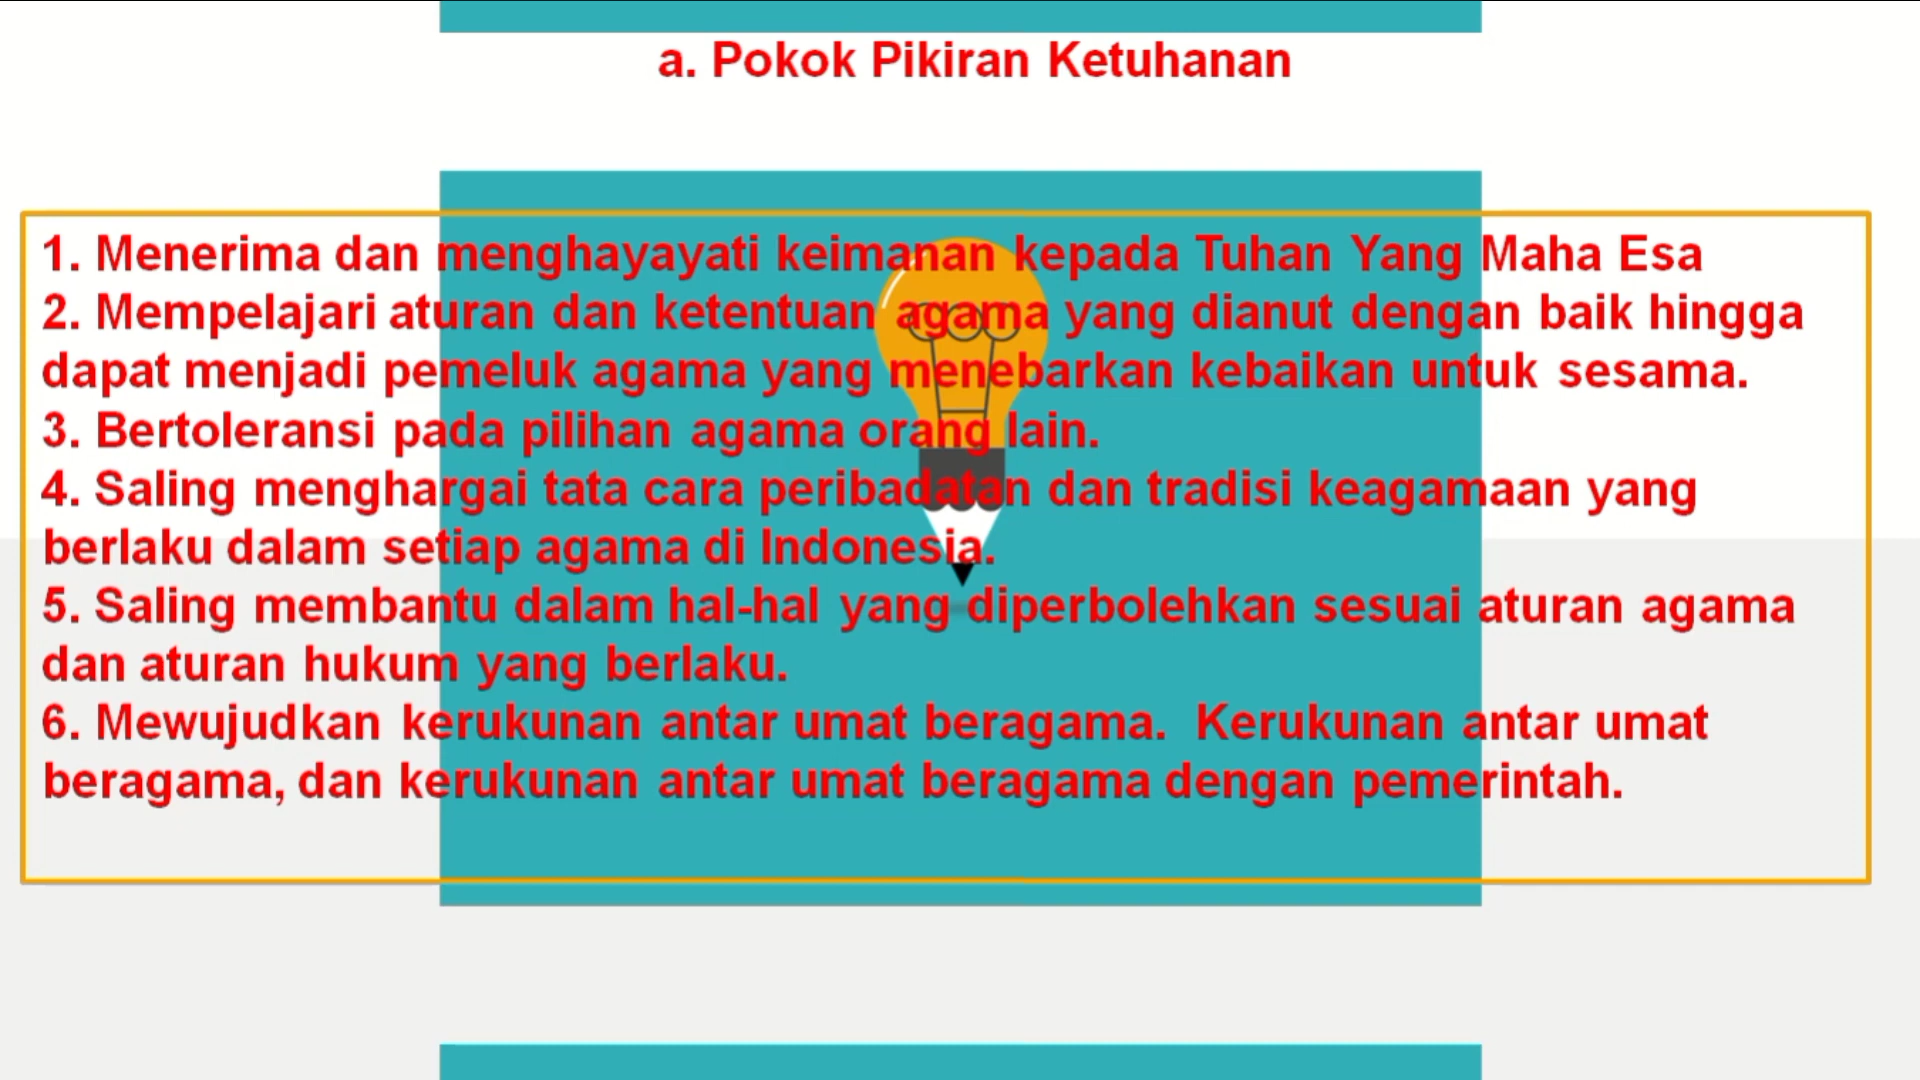 a. Pokok Pikiran Ketuhanan
1. Menerima dan menghayayati keimanan kepada Tuhan Yang Maha Esa
2. Mempelajari aturan dan ketentuan agama yang dianut dengan baik hingga
dapat menjadi pemeluk agama yang menebarkan kebaikan untuk sesama.
3. Bertoleransi pada pilihan agama orang lain.
4. Saling menghargai tata cara peribadatan dan tradisi keagamaan yang
berlaku dalam setiap agama di Indonesia.
5. Saling membantu dalam hal-hal yang diperbolehkan sesuai aturan agama
dan aturan hukum yang berlaku.
6. Mewujudkan kerukunan antar umat beragama. Kerukunan antar umat
beragama, dan kerukunan antar umat beragama dengan pemerintah.